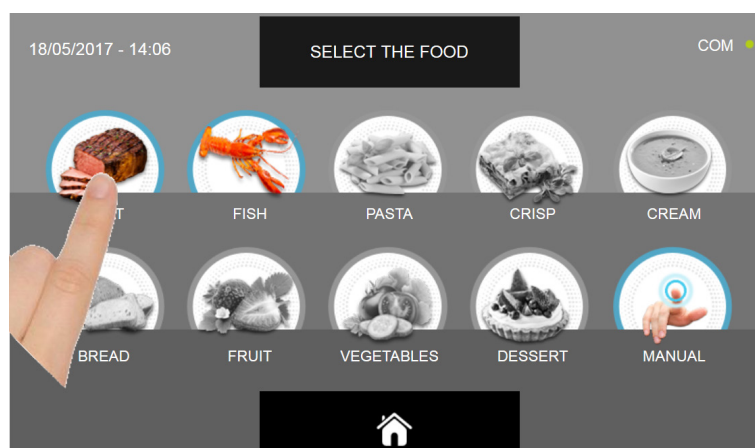 18/05/2017 - 14:06
SELECT THE FOOD
COM
FISH
PASTA
CRISP
CREAM
BREAD
FRUIT
VEGETABLES
DESSERT
MANUAL